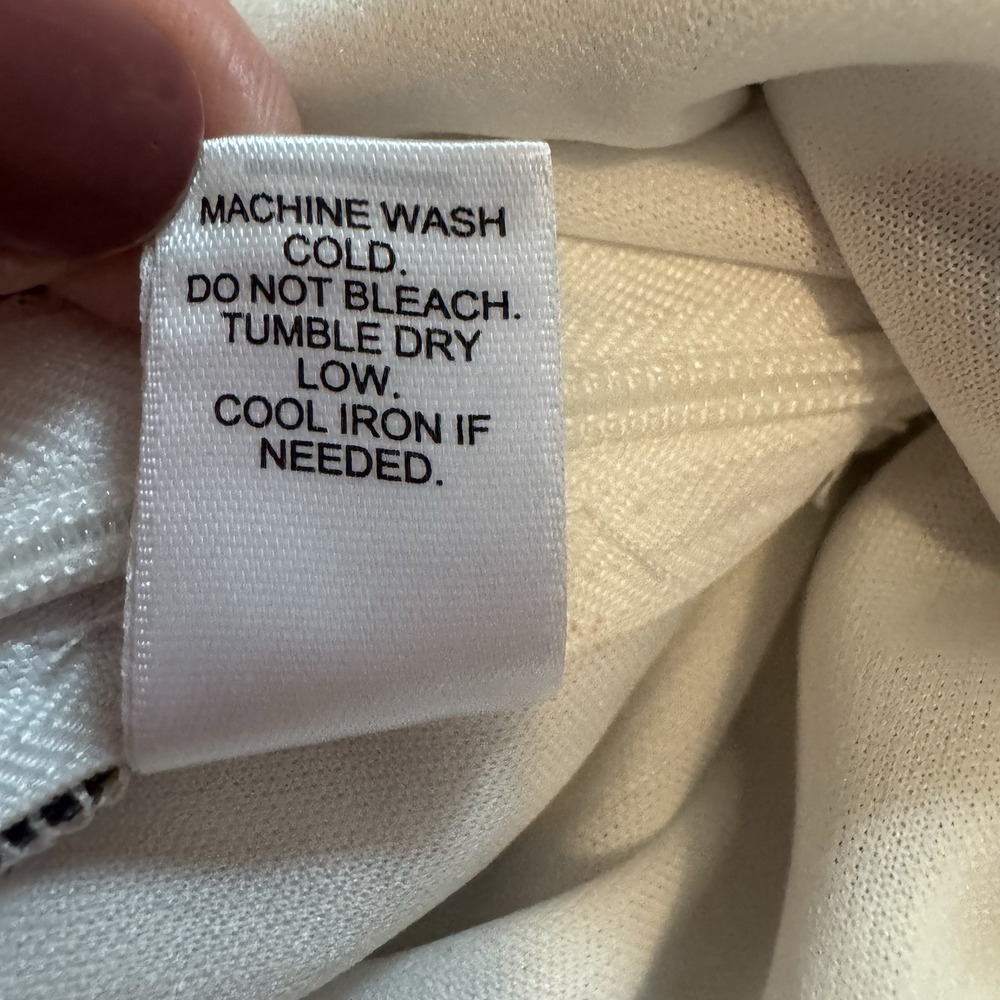 MACHINE WASH
COLD.
DO NOT BLEACH.
TUMBLE DRY
LOW.
COOL IRON IF
NEEDED.